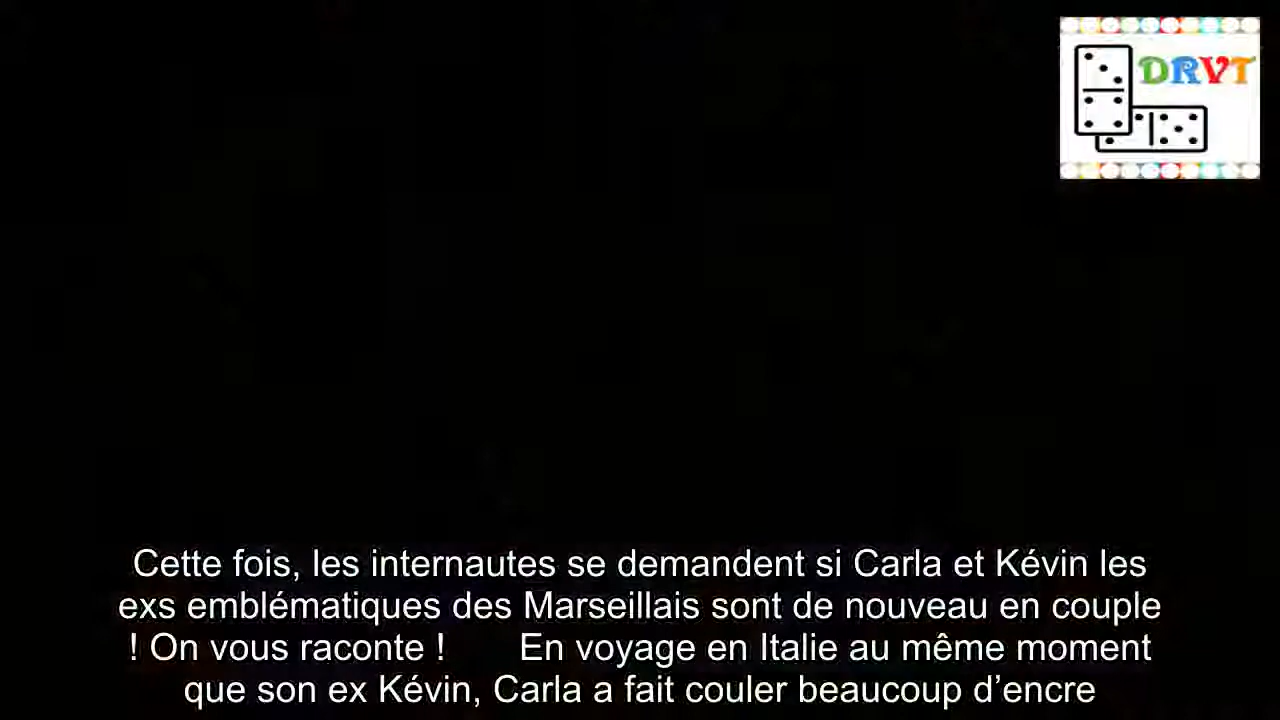 DRVT
Cette fois, les internautes se demandent si Carla et Kévin les
exs emblématiques des Marseillais sont de nouveau en couple
! On vous raconte ! En voyage en Italie au même moment
que son ex Kévin, Carla a fait couler beaucoup d’encre